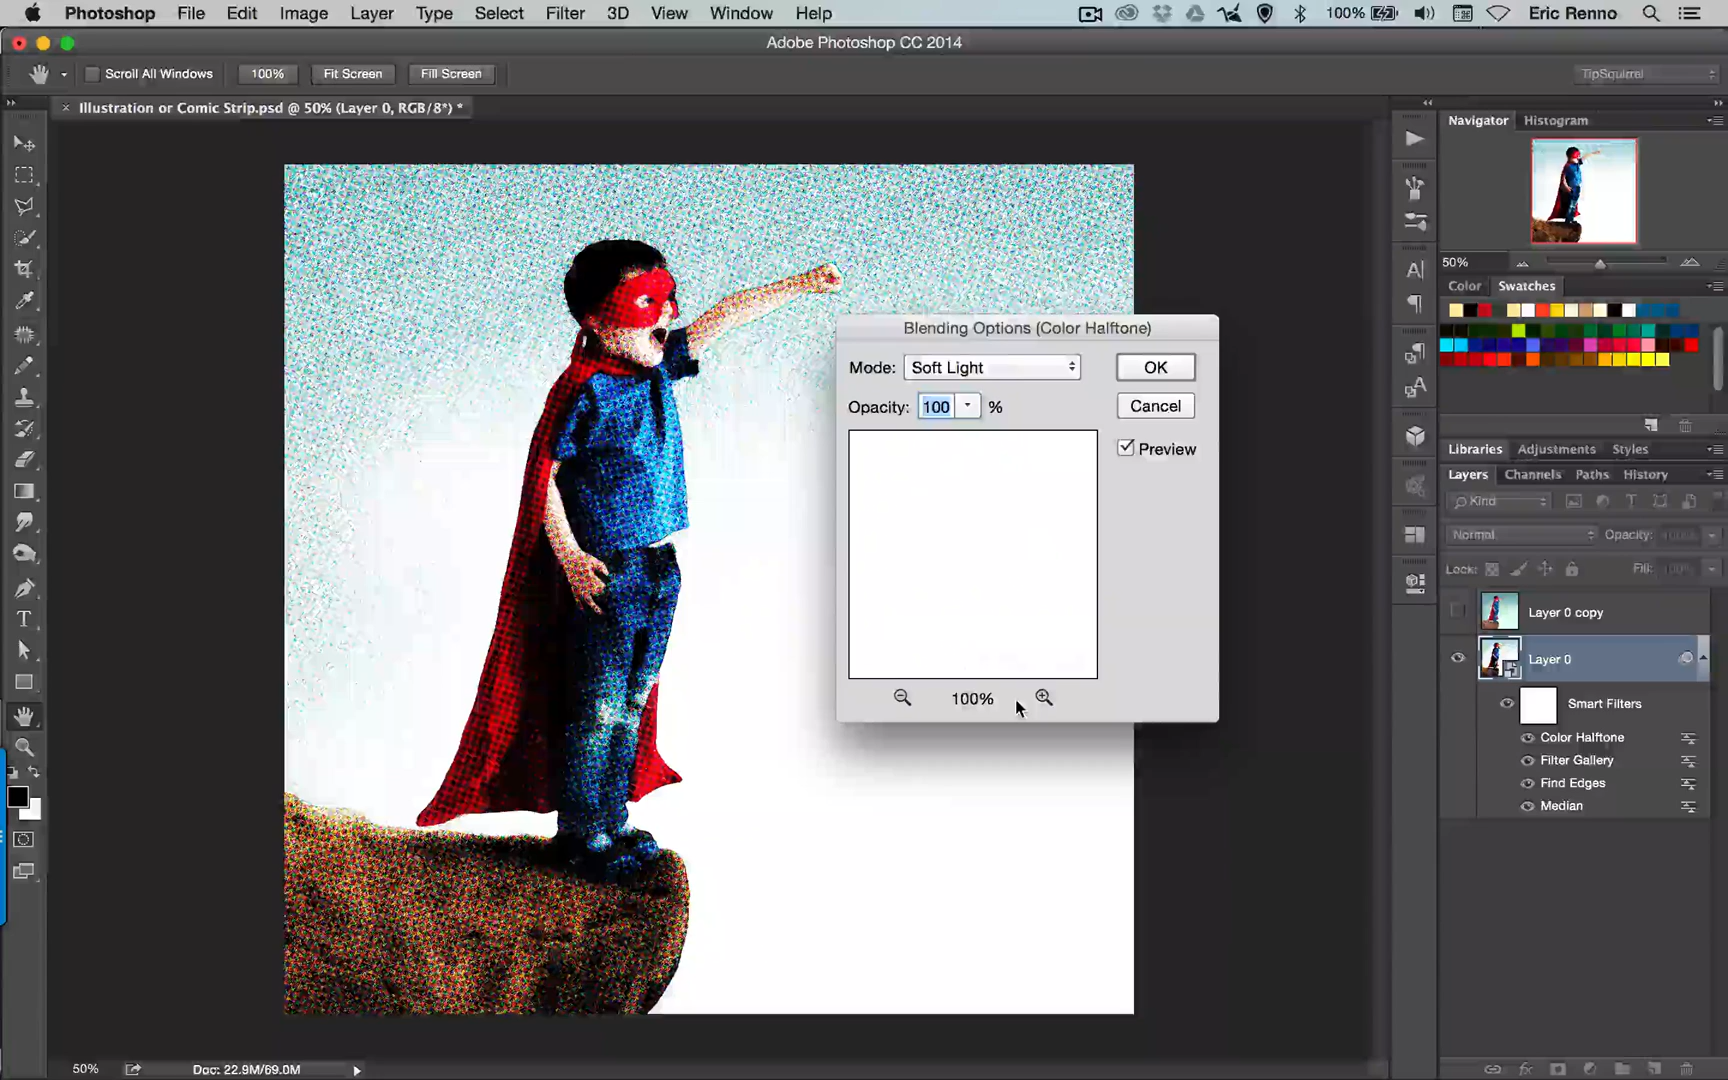 Photoshop File Edit Image Layer Type Select Filter 3D View Window Help 100% Eric Renno
Adobe Photoshop CC 2014
Scroll All Windows 100% Fit Screen Fill Screen TipSquirrel
× Illustration or Comic Strip.psd @ 50% (Layer 0, RGB/8*) *
Navigator Histogram
50%
Color Swatches
Blending Options (Color Halftone)
Mode: Soft Light OK
Opacity: 100 % Cancel
Preview
100%
Libraries Adjustments Styles
Layers Channels Paths History
Kind
Normal Opacity: 100%
Lock: Fill: 100%
Layer 0 copy
Layer 0
Smart Filters
Color Halftone
Filter Gallery
Find Edges
Median
50% Doc: 22.9M/69.0M